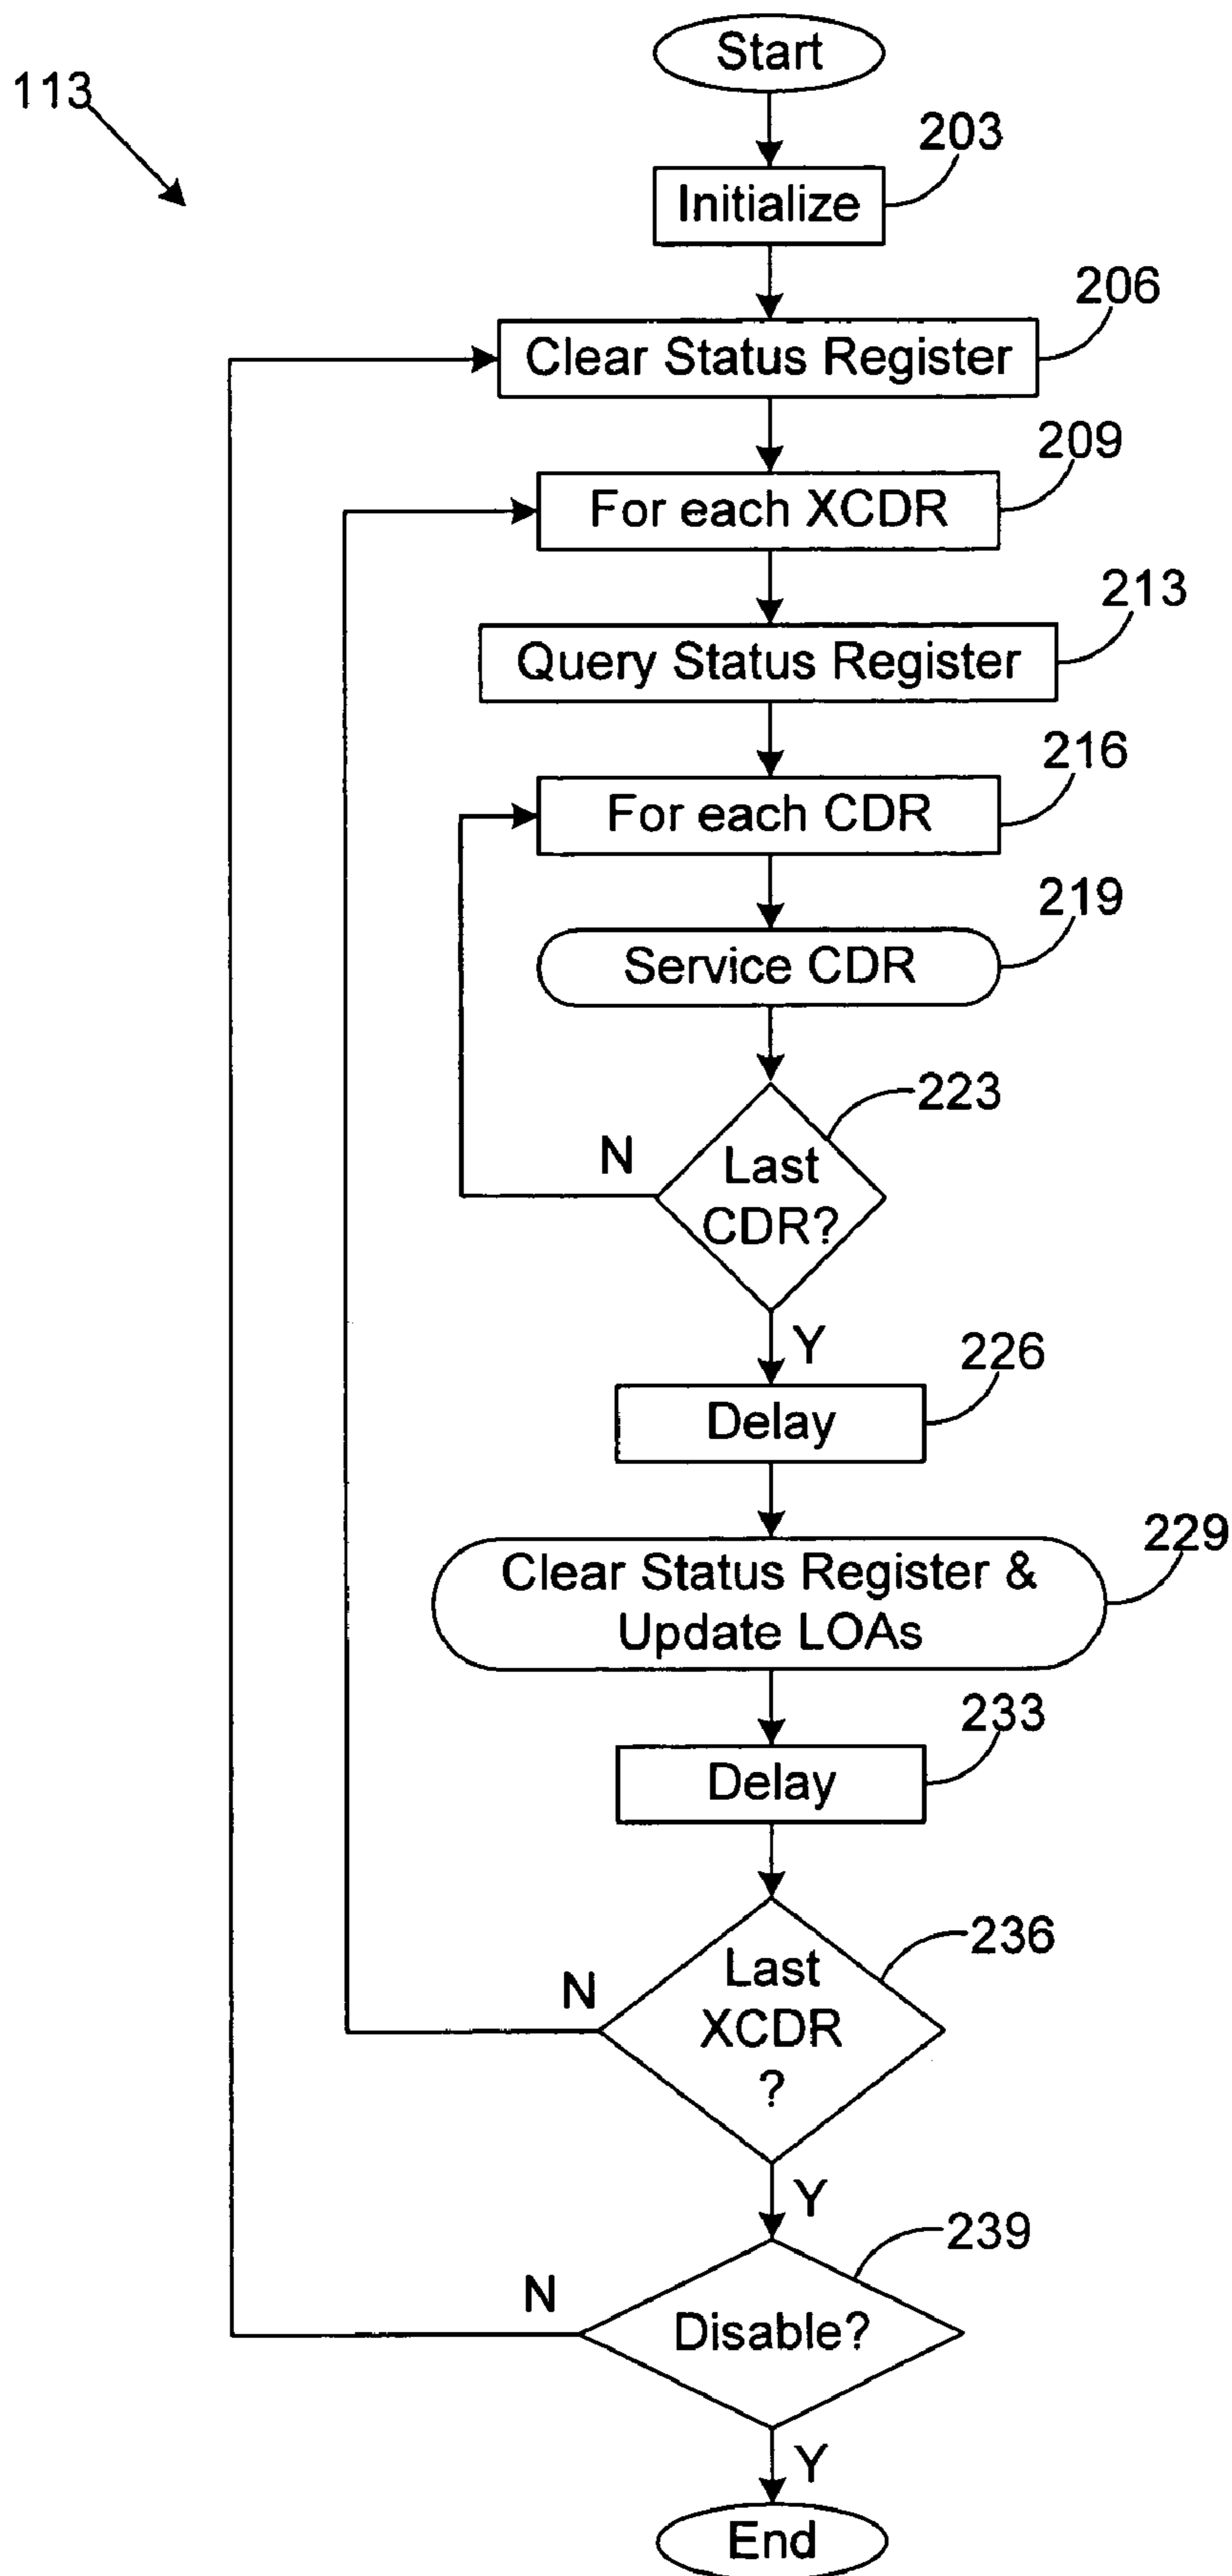 Start
113
203
Initialize
206
Clear Status Register
209
For each XCDR
213
Query Status Register
216
For each CDR
219
Service CDR
223
N
Last
CDR?
Y
226
Delay
229
Clear Status Register &
Update LOAs
233
Delay
236
N
Last
XCDR
?
Y
239
N
Disable?
Y
End